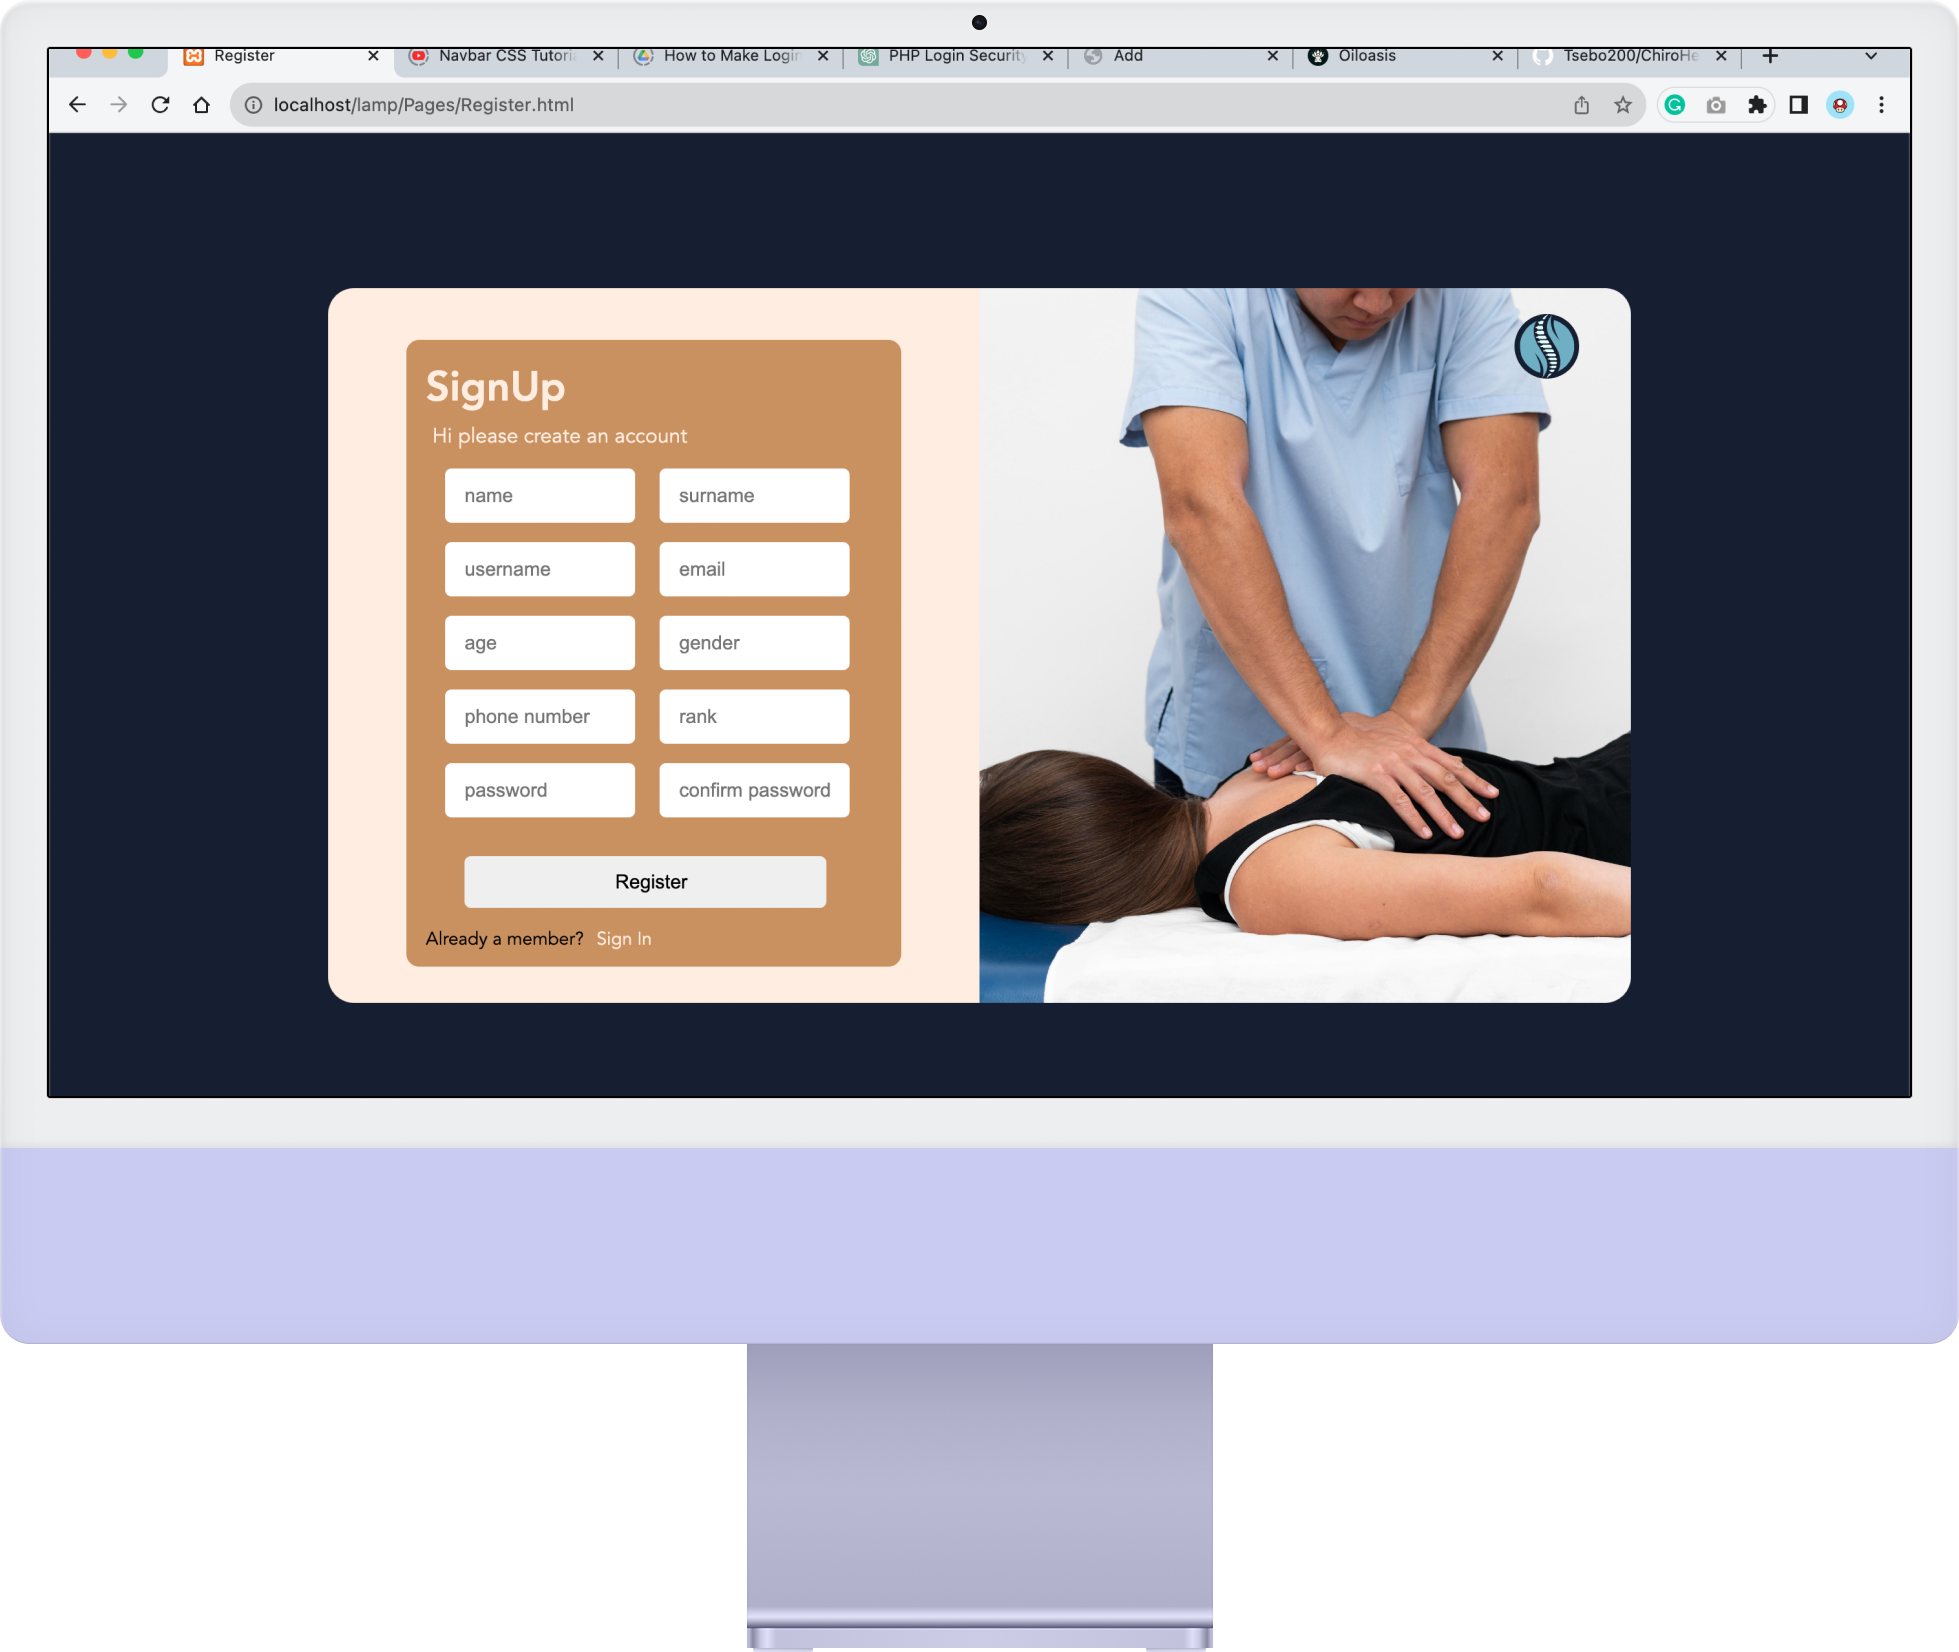 Register
Navbar CSS Tutori
How to Make Login
PHP Login Security
Add
Oiloasis
Tsebo200/ChiroHe
localhost/lamp/Pages/Register.html
SignUp
Hi please create an account
name
surname
username
email
age
gender
phone number
rank
password
confirm password
Register
Already a member? Sign In